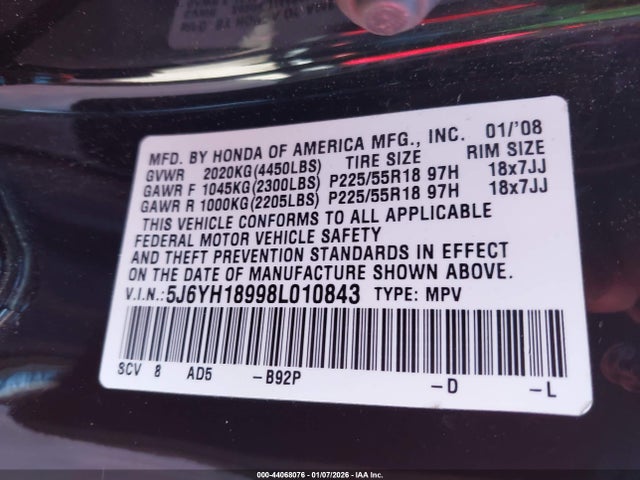 MFD. BY HONDA OF AMERICA MFG., INC. 01/'08
GVWR 2020KG(4450LBS) TIRE SIZE RIM SIZE
GAWR F 1045KG(2300LBS) P225/55R18 97H 18x7JJ
GAWR R 1000KG(2205LBS) P225/55R18 97H 18x7JJ
THIS VEHICLE CONFORMS TO ALL APPLICABLE
FEDERAL MOTOR VEHICLE SAFETY
AND THEFT PREVENTION STANDARDS IN EFFECT
ON THE DATE OF MANUFACTURE SHOWN ABOVE.
V.I.N.:5J6YH18998L010843 TYPE: MPV
SCV 8 AD5 -B92P -D -L
000-44068076 - 01/07/2026 - IAA Inc.